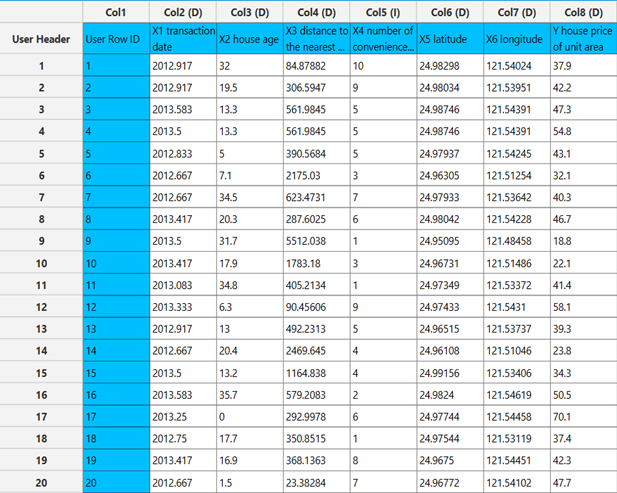 Col1 Col2 (D) Col3 (D) Col4 (D) Col5 (I) Col6 (D) Col7 (D) Col8 (D)
User Header User Row ID X1 transaction date X2 house age X3 distance to the nearest ... X4 number of convenience... X5 latitude X6 longitude Y house price of unit area
1 1 2012.917 32 84.87882 10 24.98298 121.54024 37.9
2 2 2012.917 19.5 306.5947 9 24.98034 121.53951 42.2
3 3 2013.583 13.3 561.9845 5 24.98746 121.54391 47.3
4 4 2013.5 13.3 561.9845 5 24.98746 121.54391 54.8
5 5 2012.833 5 390.5684 5 24.97937 121.54245 43.1
6 6 2012.667 7.1 2175.03 3 24.96305 121.51254 32.1
7 7 2012.667 34.5 623.4731 7 24.97933 121.53642 40.3
8 8 2013.417 20.3 287.6025 6 24.98042 121.54228 46.7
9 9 2013.5 31.7 5512.038 1 24.95095 121.48458 18.8
10 10 2013.417 17.9 1783.18 3 24.96731 121.51486 22.1
11 11 2013.083 34.8 405.2134 1 24.97349 121.53372 41.4
12 12 2013.333 6.3 90.45606 9 24.97433 121.5431 58.1
13 13 2012.917 13 492.2313 5 24.96515 121.53737 39.3
14 14 2012.667 20.4 2469.645 4 24.96108 121.51046 23.8
15 15 2013.5 13.2 1164.838 4 24.99156 121.53406 34.3
16 16 2013.583 35.7 579.2083 2 24.9824 121.54619 50.5
17 17 2013.25 0 292.9978 6 24.97744 121.54458 70.1
18 18 2012.75 17.7 350.8515 1 24.97544 121.53119 37.4
19 19 2013.417 16.9 368.1363 8 24.9675 121.54451 42.3
20 20 2012.667 1.5 23.38284 7 24.96772 121.54102 47.7